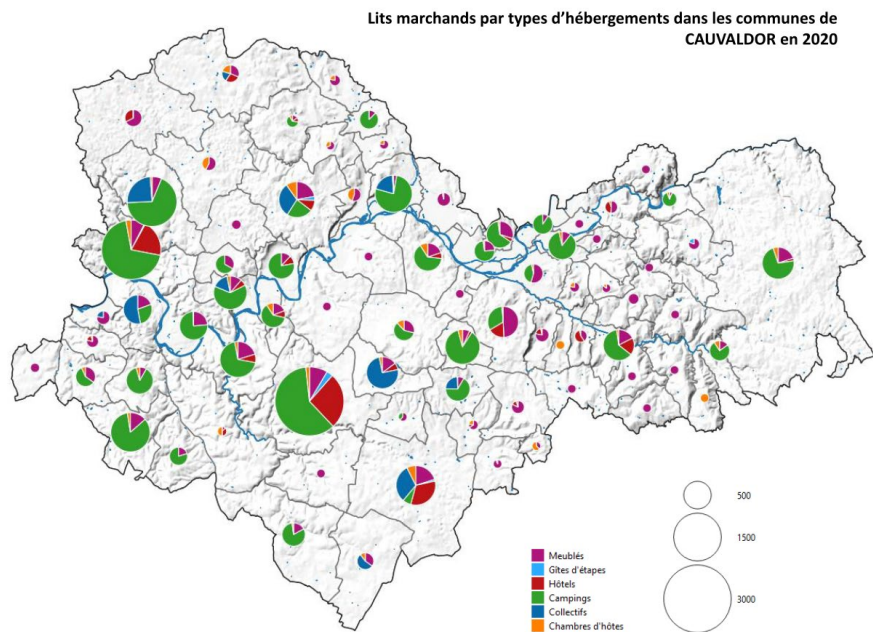 Lits marchands par types d’hébergements dans les communes de
CAUVALDOR en 2020
500
1500
3000
Meublés
Gîtes d'étapes
Hôtels
Campings
Collectifs
Chambres d'hôtes